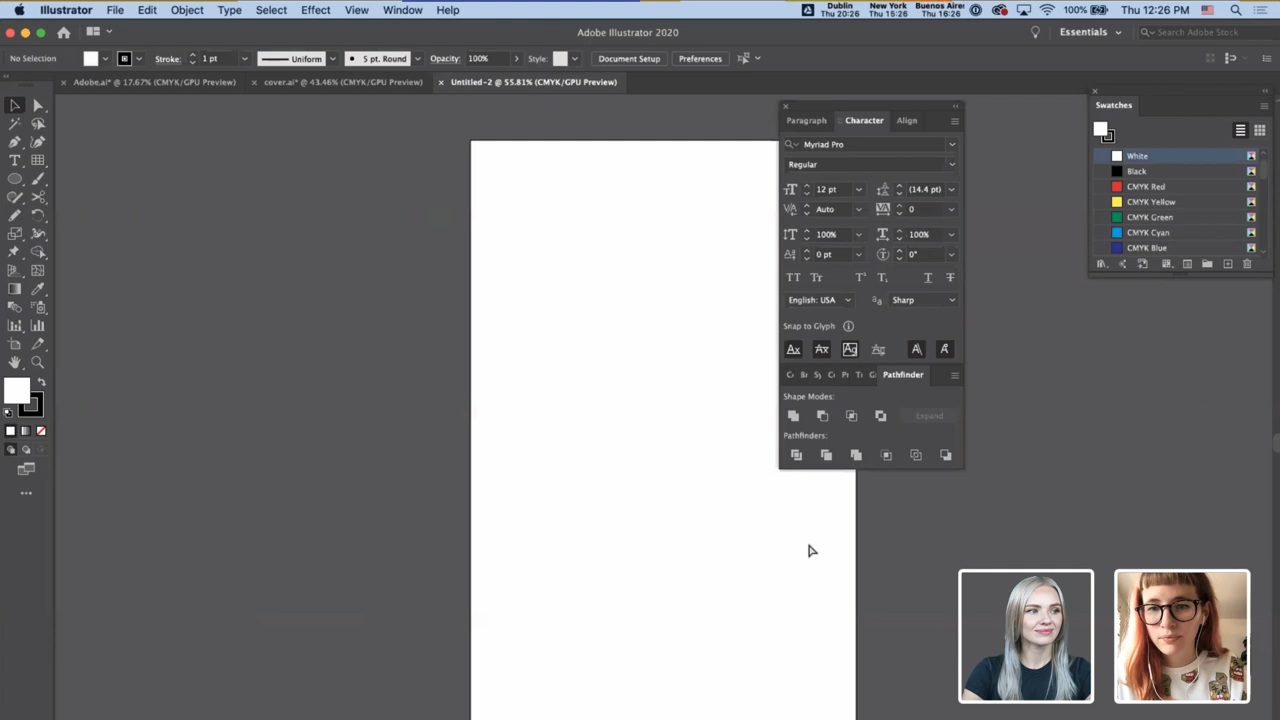 Illustrator File Edit Object Type Select Effect View Window Help
Dublin New York Buenos Aires
Thu 20:26 Thu 15:26 Thu 16:26 100% Thu 12:26 PM
Adobe Illustrator 2020 Essentials Search Adobe Stock
No Selection Stroke: 1 pt Uniform 5 pt. Round Opacity: 100% Style: Document Setup Preferences
Adobe.ai* @ 17.67% (CMYK/GPU Preview) cover.ai* @ 43.46% (CMYK/GPU Preview) Untitled-2 @ 55.81% (CMYK/GPU Preview)
Paragraph Character Align
Myriad Pro
Regular
12 pt (14.4 pt)
Auto 0
100% 100%
0 pt 0°
English: USA Sharp
Snap to Glyph
Pathfinder
Shape Modes:
Expand
Pathfinders:
Swatches
White
Black
CMYK Red
CMYK Yellow
CMYK Green
CMYK Cyan
CMYK Blue